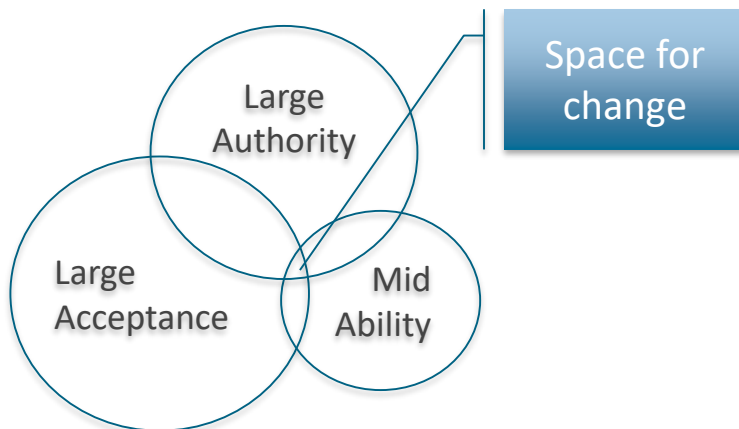 Space for
change
Large
Authority
Large
Acceptance
Mid
Ability